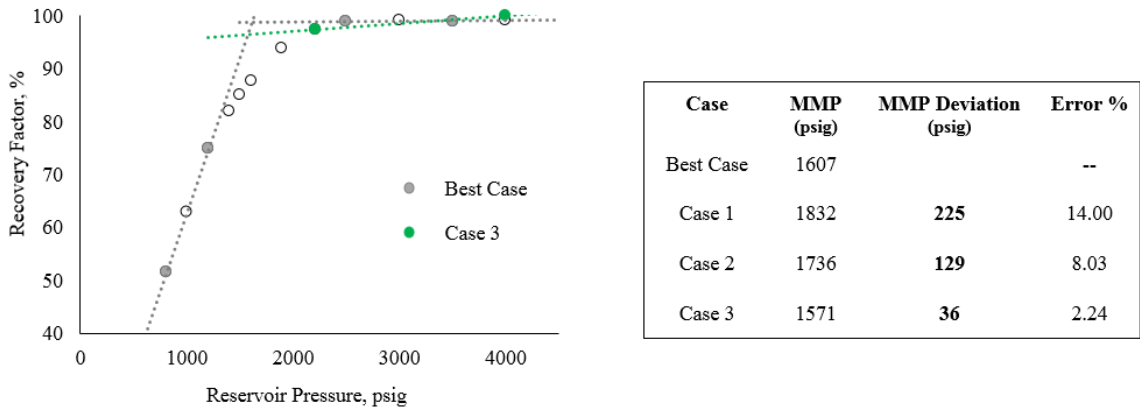 100
90
80
70
60
50
40
Recovery Factor, %
0 1000 2000 3000 4000
Reservoir Pressure, psig
Best Case
Case 3
Case MMP MMP Deviation Error %
(psig) (psig)
Best Case 1607 --
Case 1 1832 225 14.00
Case 2 1736 129 8.03
Case 3 1571 36 2.24